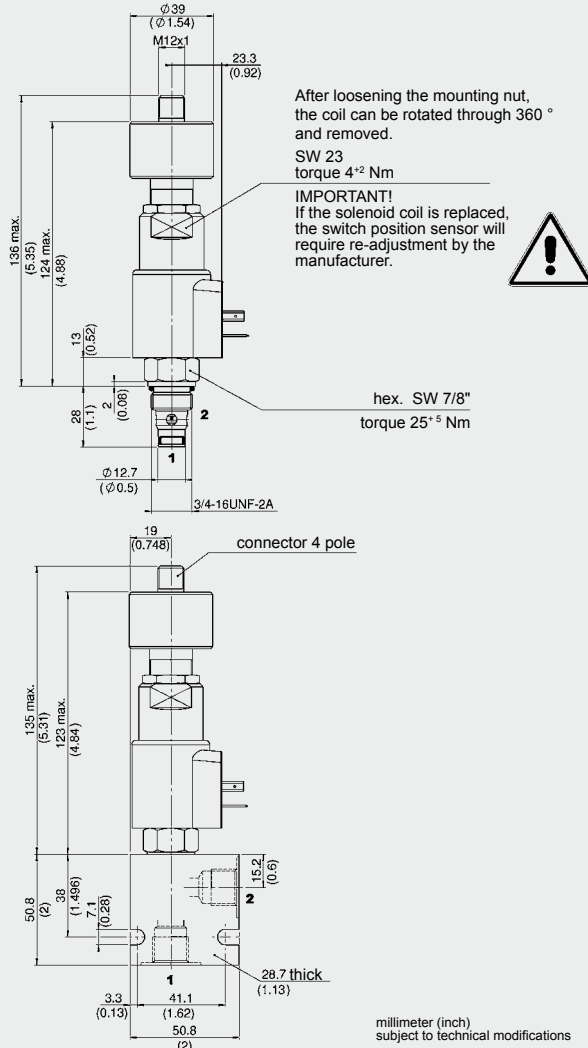 Ø39
(Ø1.54)
M12x1
23.3
(0.92)
After loosening the mounting nut,
the coil can be rotated through 360 °
and removed.
SW 23
torque 4⁺² Nm
IMPORTANT!
If the solenoid coil is replaced,
the switch position sensor will
require re-adjustment by the
manufacturer.
136 max.
(5.35)
124 max.
(4.88)
13
(0.52)
2
(0.08)
28
(1.1)
hex. SW 7/8"
torque 25⁺ ⁵ Nm
2
1
Ø12.7
(Ø0.5)
3/4-16UNF-2A
19
(0.748)
connector 4 pole
135 max.
(5.31)
123 max.
(4.84)
15.2
(0.6)
2
50.8
(2)
38
(1.496)
7.1
(0.28)
1
28.7 thick
(1.13)
3.3
(0.13)
41.1
(1.62)
50.8
(2)
millimeter (inch)
subject to technical modifications